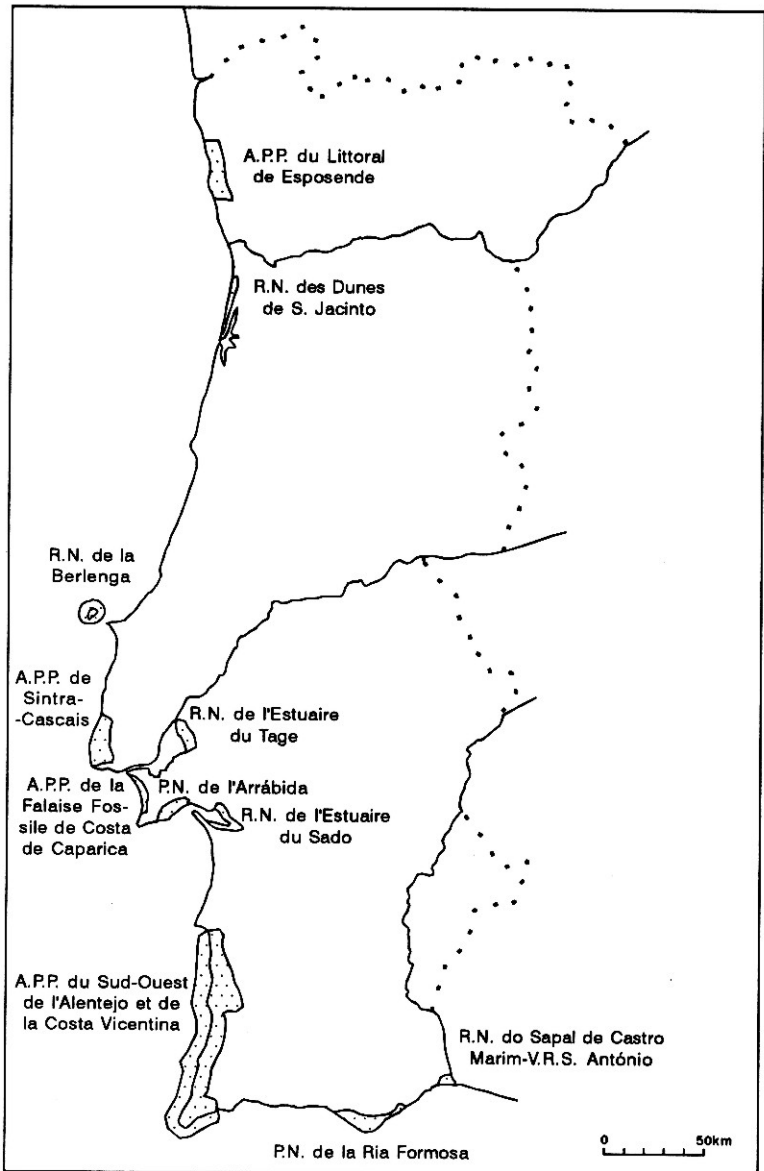 A.P.P. du Littoral
de Esposende
R.N. des Dunes
de S. Jacinto
R.N. de la
Berlenga
A.P.P. de
Sintra-
-Cascais
R.N. de l'Estuaire
du Tage
A.P.P. de la
Falaise Fos-
sile de Costa
de Caparica
P.N. de l'Arrábida
R.N. de l'Estuaire
du Sado
A.P.P. du Sud-Ouest
de l'Alentejo et de
la Costa Vicentina
R.N. do Sapal de Castro
Marim-V.R.S. António
P.N. de la Ria Formosa
0 50km